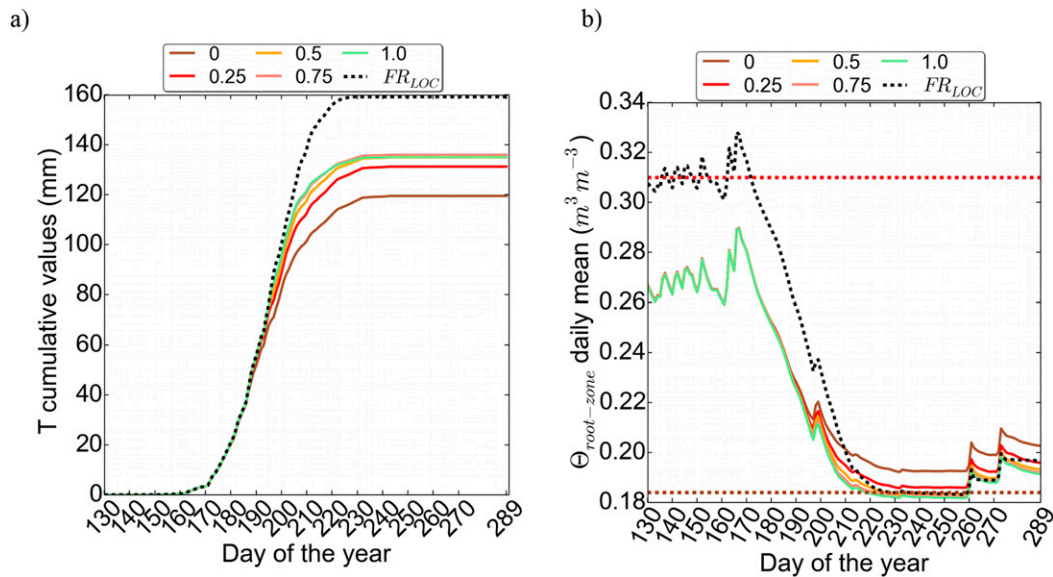 a)
0 0.5 1.0
0.25 0.75 FR_LOC
160
140
120
100
80
60
40
20
0
T cumulative values (mm)
130 140 150 160 170 180 190 200 210 220 230 240 250 260 270 289
Day of the year
b)
0 0.5 1.0
0.25 0.75 FR_LOC
0.34
0.32
0.30
0.28
0.26
0.24
0.22
0.20
0.18
Θ_root−zone daily mean (m³ m⁻³)
130 140 150 160 170 180 190 200 210 220 230 240 250 260 270 289
Day of the year